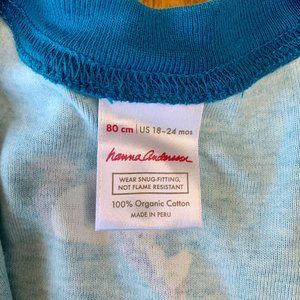 80 cm | US 18-24 mos
hanna andersson
WEAR SNUG-FITTING,
NOT FLAME RESISTANT
100% Organic Cotton
MADE IN PERU